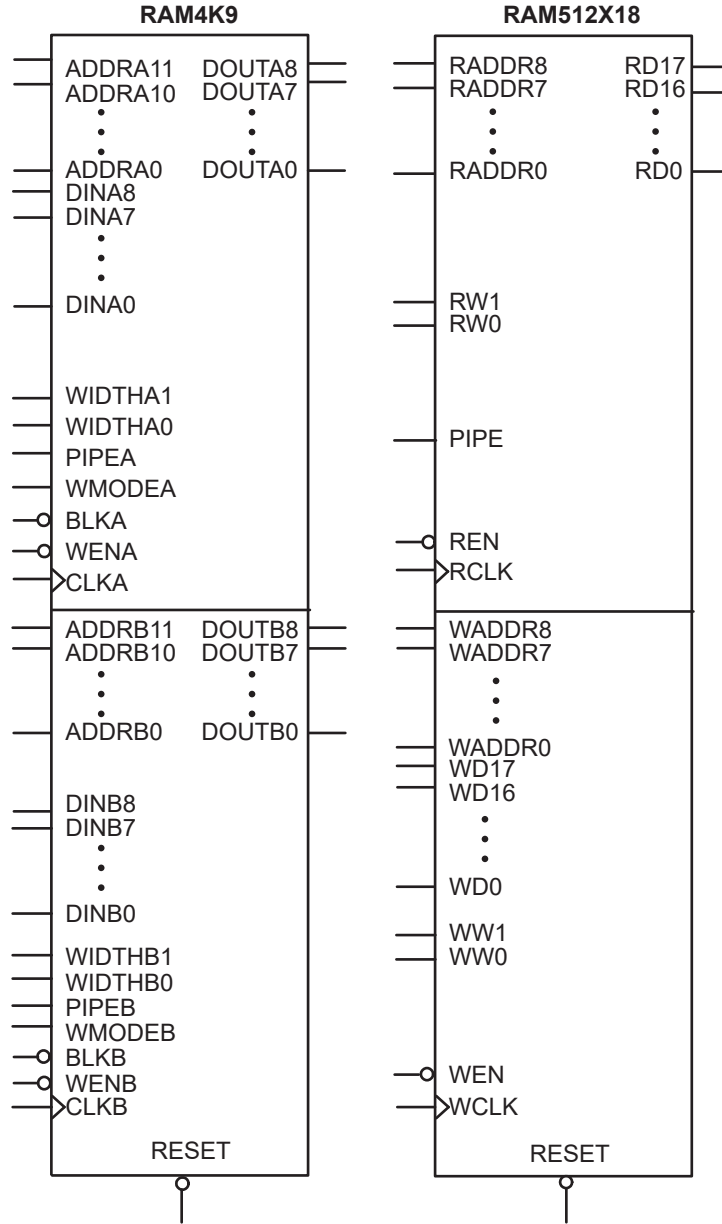 RAM4K9
ADDRA11 DOUTA8
ADDRA10 DOUTA7
ADDRA0 DOUTA0
DINA8
DINA7
DINA0
WIDTHA1
WIDTHA0
PIPEA
WMODEA
BLKA
WENA
CLKA
ADDRB11 DOUTB8
ADDRB10 DOUTB7
ADDRB0 DOUTB0
DINB8
DINB7
DINB0
WIDTHB1
WIDTHB0
PIPEB
WMODEB
BLKB
WENB
CLKB
RESET
RAM512X18
RADDR8 RD17
RADDR7 RD16
RADDR0 RD0
RW1
RW0
PIPE
REN
RCLK
WADDR8
WADDR7
WADDR0
WD17
WD16
WD0
WW1
WW0
WEN
WCLK
RESET